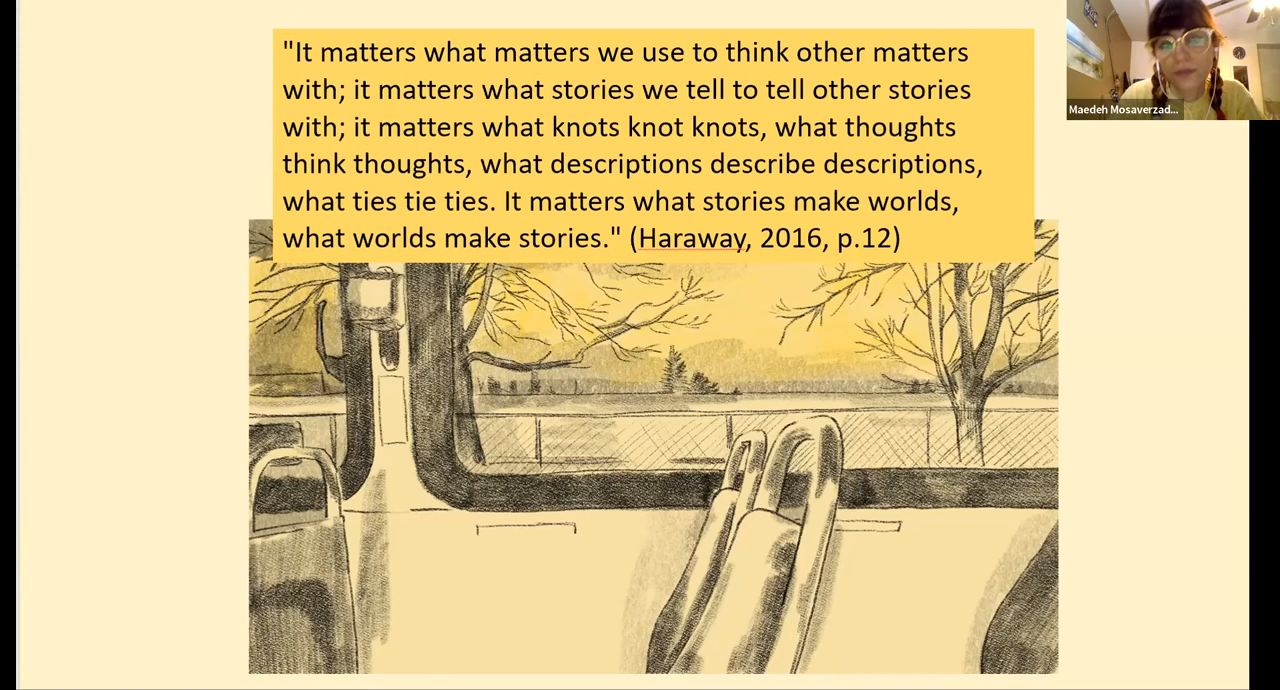 "It matters what matters we use to think other matters
with; it matters what stories we tell to tell other stories
with; it matters what knots knot knots, what thoughts
think thoughts, what descriptions describe descriptions,
what ties tie ties. It matters what stories make worlds,
what worlds make stories." (Haraway, 2016, p.12)
Maedeh Mosaverzad...